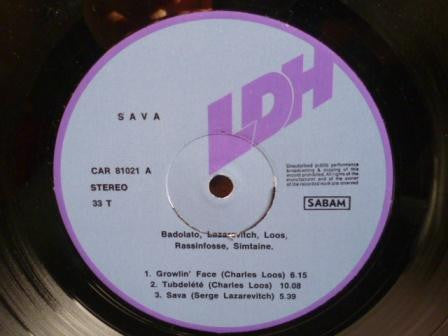 LDH
SAVA
CAR 81021 A
STEREO
33 T
Unauthorised public performance
broadcasting & copying of this
record prohibited. All rights of the
manufacturer and of the owner
of the recorded work are reserved
SABAM
Badolato, Lazarevitch, Loos,
Rassinfosse, Simtaine.
1. Growlin' Face (Charles Loos) 6.15
2. Tubdelété (Charles Loos) 10.08
3. Sava (Serge Lazarevitch) 5.39